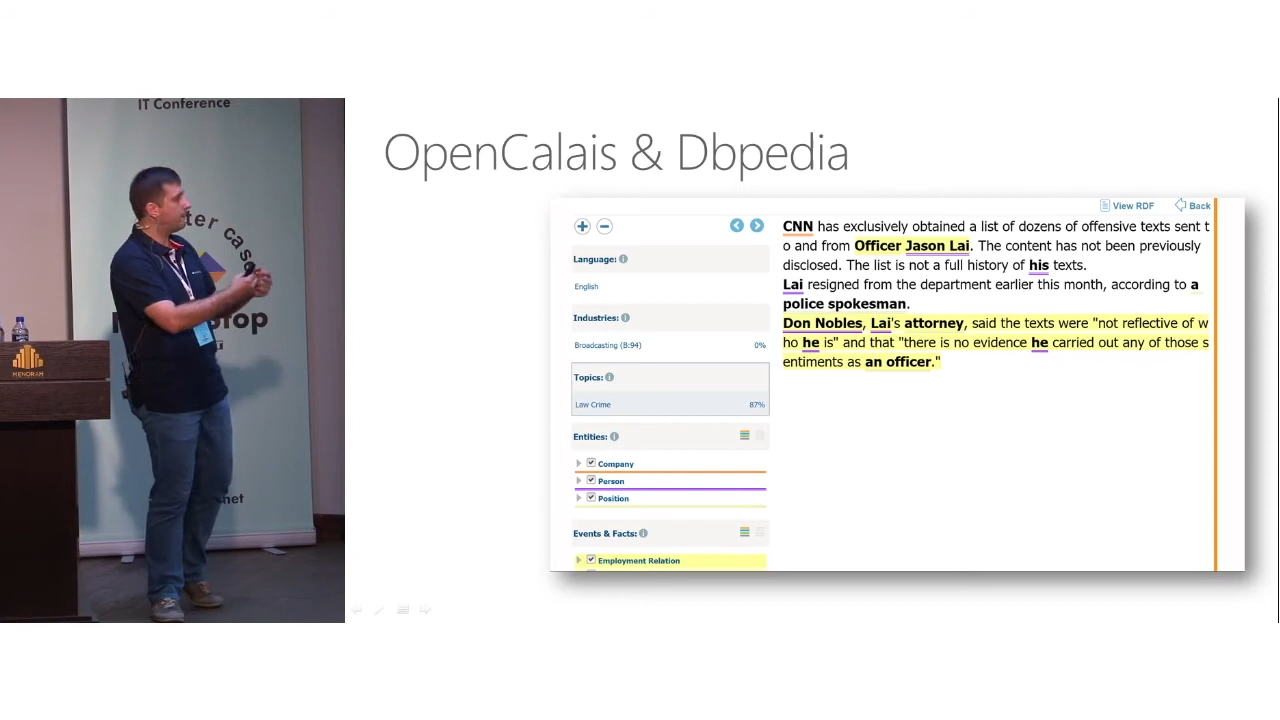 IT Conference
ter case
top
net
MENORAH
OpenCalais & Dbpedia
View RDF
Back
Language:
English
Industries:
Broadcasting (B:94) 0%
Topics:
Law Crime 87%
Entities:
Company
Person
Position
Events & Facts:
Employment Relation
CNN has exclusively obtained a list of dozens of offensive texts sent t
o and from Officer Jason Lai. The content has not been previously
disclosed. The list is not a full history of his texts.
Lai resigned from the department earlier this month, according to a
police spokesman.
Don Nobles, Lai's attorney, said the texts were "not reflective of w
ho he is" and that "there is no evidence he carried out any of those s
entiments as an officer."